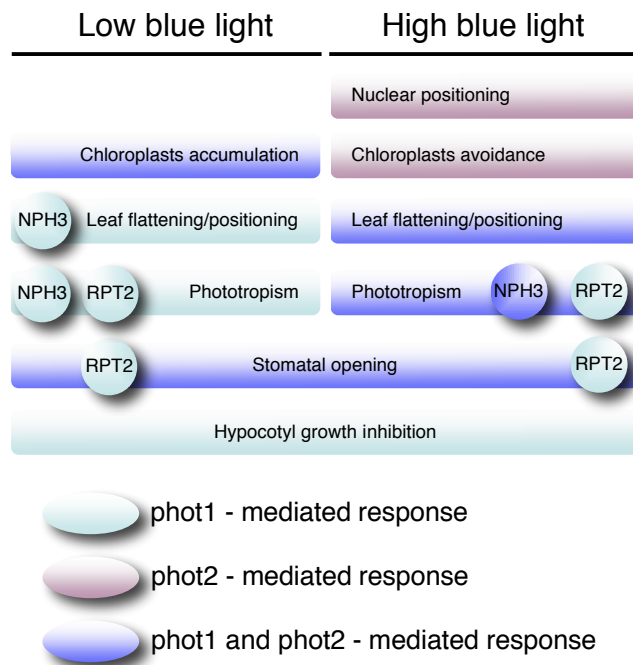 Low blue light
High blue light
Nuclear positioning
Chloroplasts accumulation
Chloroplasts avoidance
NPH3
Leaf flattening/positioning
Leaf flattening/positioning
NPH3
RPT2
Phototropism
Phototropism
NPH3
RPT2
RPT2
Stomatal opening
RPT2
Hypocotyl growth inhibition
phot1 - mediated response
phot2 - mediated response
phot1 and phot2 - mediated response